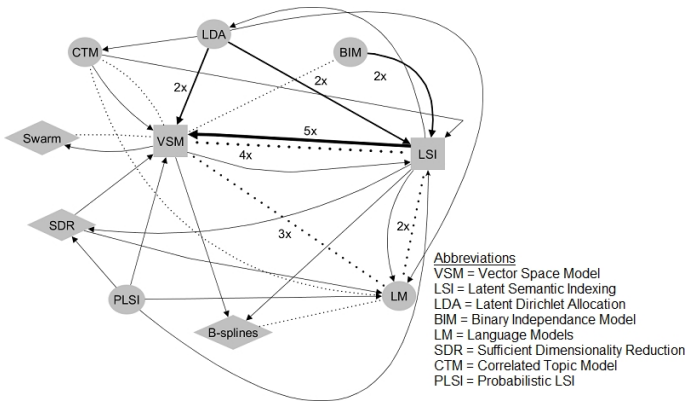 LDA
CTM
BIM
2x
2x
2x
Swarm
VSM
5x
4x
LSI
SDR
3x
2x
PLSI
LM
B-splines
Abbreviations
VSM = Vector Space Model
LSI = Latent Semantic Indexing
LDA = Latent Dirichlet Allocation
BIM = Binary Independance Model
LM = Language Models
SDR = Sufficient Dimensionality Reduction
CTM = Correlated Topic Model
PLSI = Probabilistic LSI